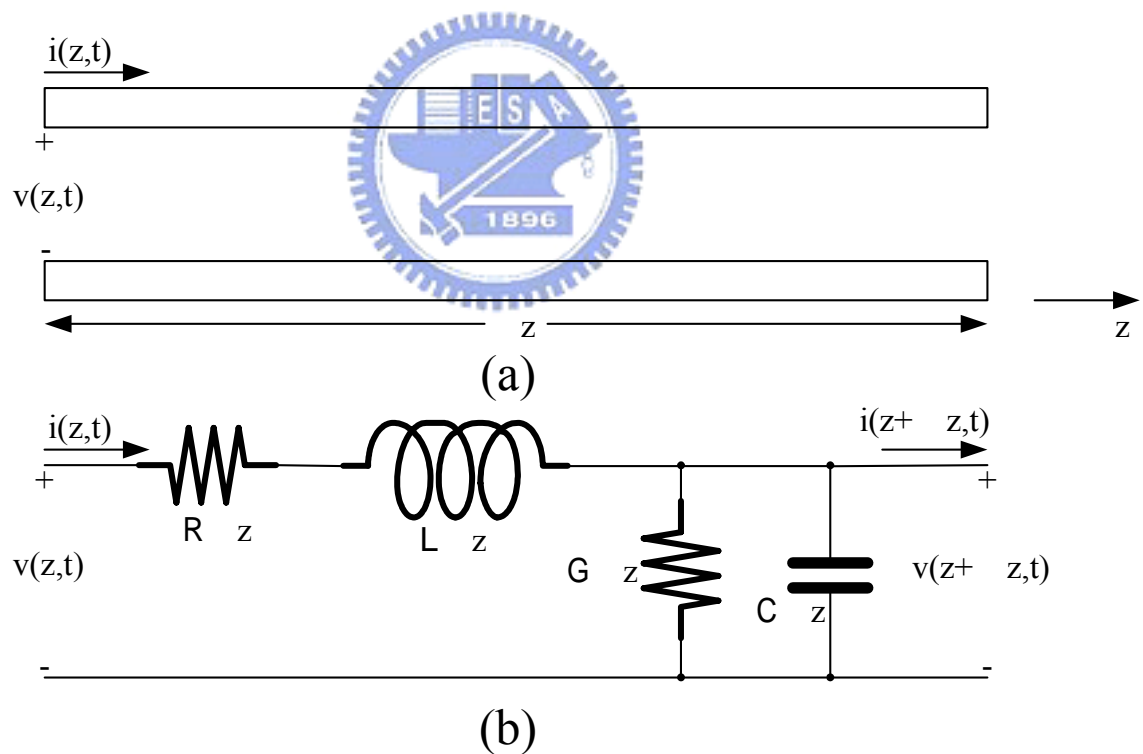 i(z,t)
E S A
+
v(z,t)
1896
-
z
z
(a)
i(z,t)
i(z+ z,t)
+
+
R z
L z
v(z,t)
G z
v(z+ z,t)
C z
-
-
(b)